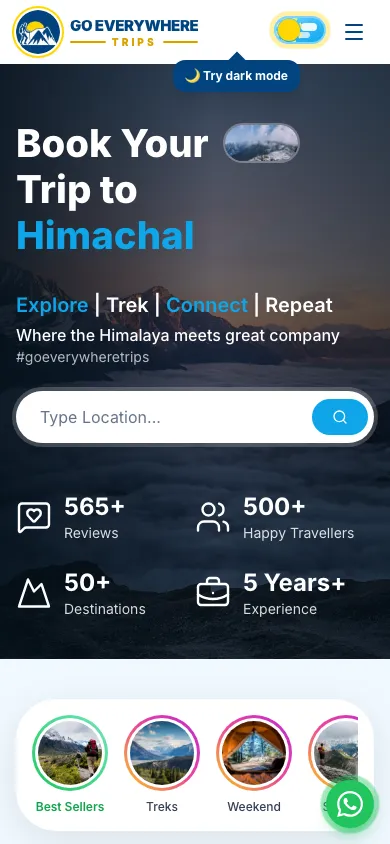 GO EVERYWHERE
TRIPS
🌙 Try dark mode
Book Your
Trip to
Himachal
Explore | Trek | Connect | Repeat
Where the Himalaya meets great company
#goeverywheretrips
Type Location...
565+
Reviews
500+
Happy Travellers
50+
Destinations
5 Years+
Experience
Best Sellers
Treks
Weekend